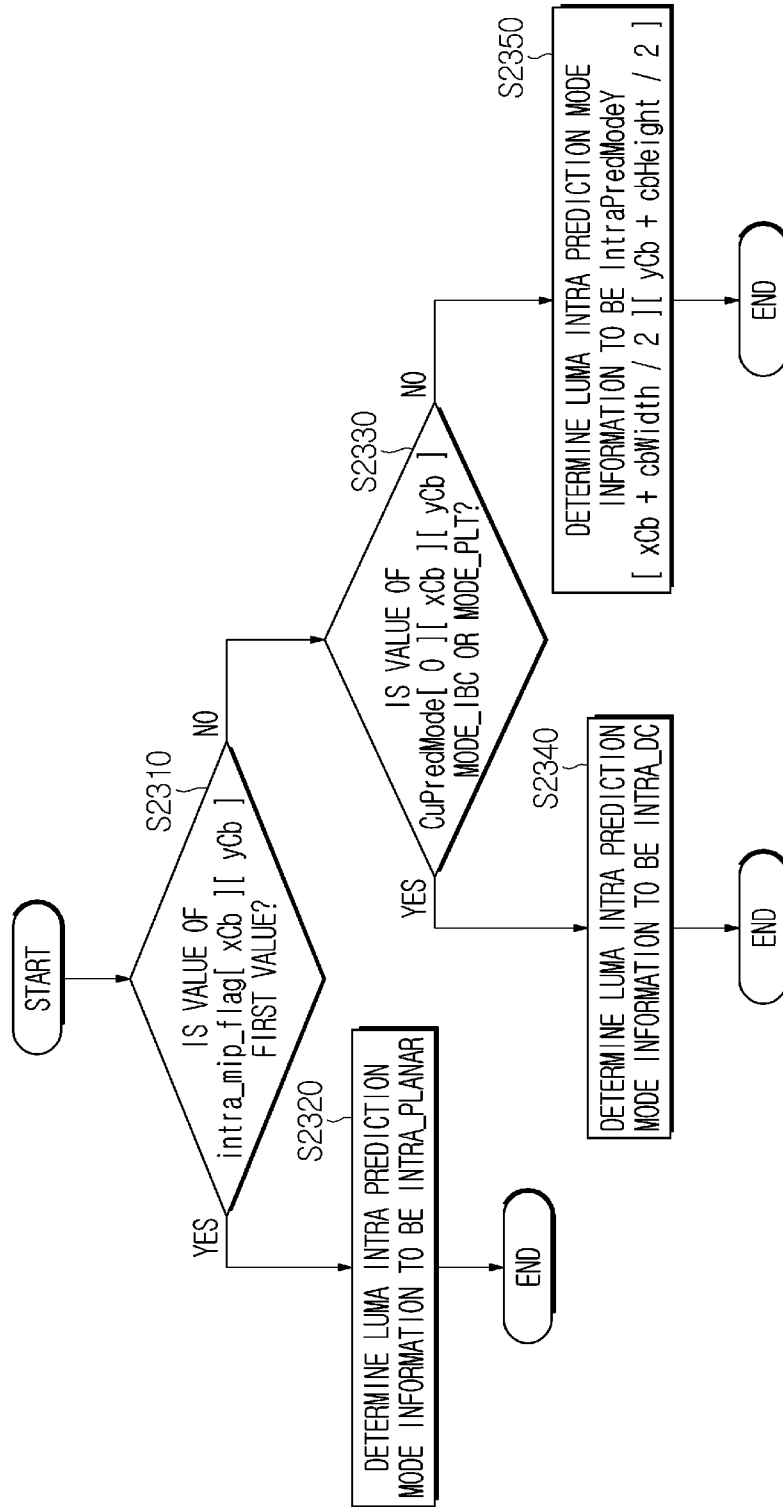 START
S2310
IS VALUE OF
intra_mip_flag[ xCb ][ yCb ]
FIRST VALUE?
YES
NO
S2320
DETERMINE LUMA INTRA PREDICTION
MODE INFORMATION TO BE INTRA_PLANAR
END
S2330
IS VALUE OF
CuPredMode[ 0 ][ xCb ][ yCb ]
MODE_IBC OR MODE_PLT?
YES
NO
S2340
DETERMINE LUMA INTRA PREDICTION
MODE INFORMATION TO BE INTRA_DC
END
S2350
DETERMINE LUMA INTRA PREDICTION MODE
INFORMATION TO BE IntraPredModeY
[ xCb + cbWidth / 2 ][ yCb + cbHeight / 2 ]
END